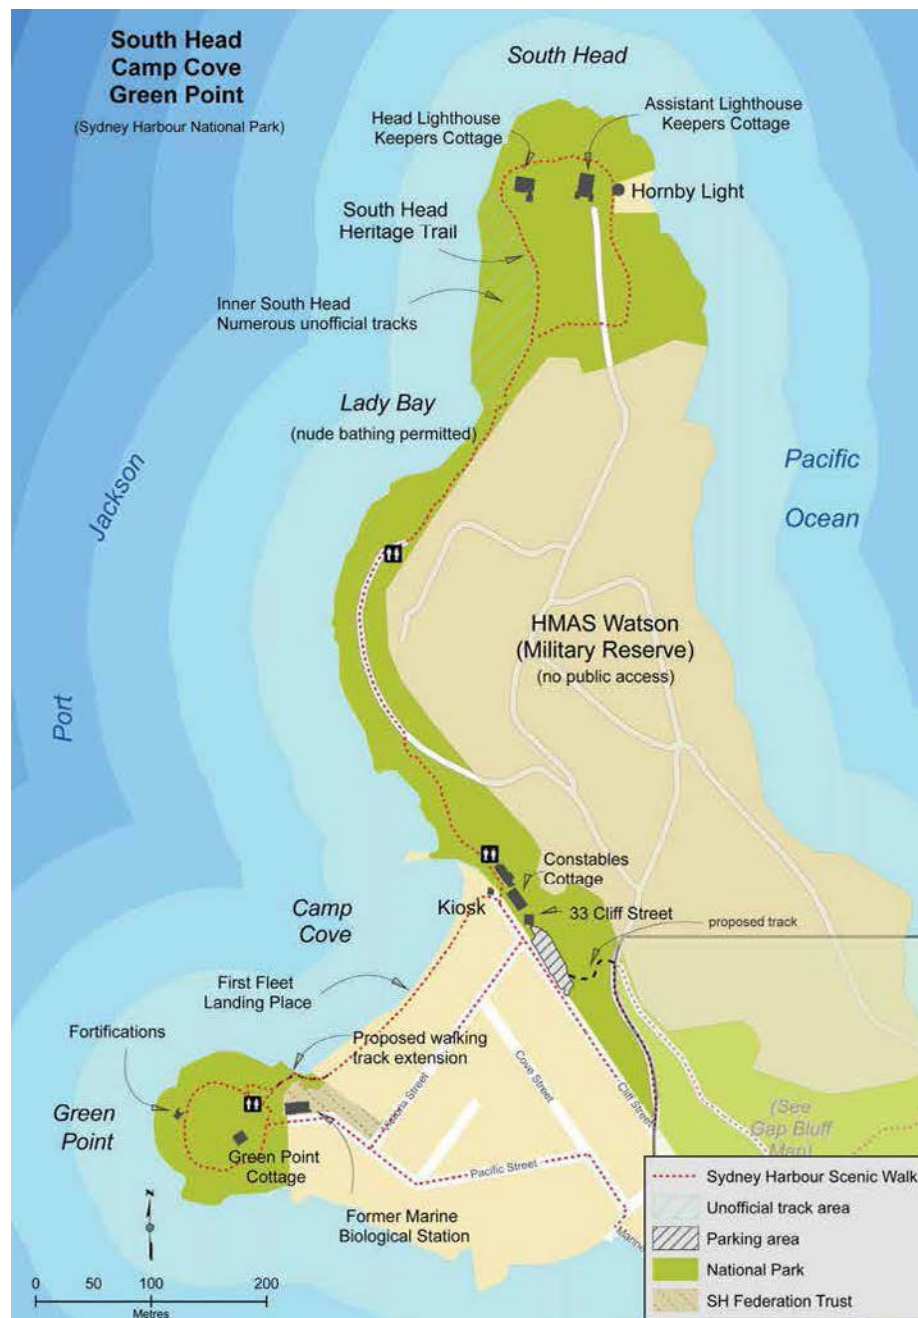 South Head
Camp Cove
Green Point
(Sydney Harbour National Park)
South Head
Head Lighthouse
Keepers Cottage
Assistant Lighthouse
Keepers Cottage
Hornby Light
South Head
Heritage Trail
Inner South Head
Numerous unofficial tracks
Lady Bay
(nude bathing permitted)
Port
Jackson
Pacific
Ocean
HMAS Watson
(Military Reserve)
(no public access)
Constables
Cottage
Kiosk
33 Cliff Street
proposed track
Camp
Cove
First Fleet
Landing Place
Fortifications
Proposed walking
track extension
Green
Point
Green Point
Cottage
Former Marine
Biological Station
Street
Cove Street
Cliff Street
Pacific Street
Marine
(See
Gap Bluff
Map)
N
0 50 100 200
Metres
Sydney Harbour Scenic Walk
Unofficial track area
Parking area
National Park
SH Federation Trust